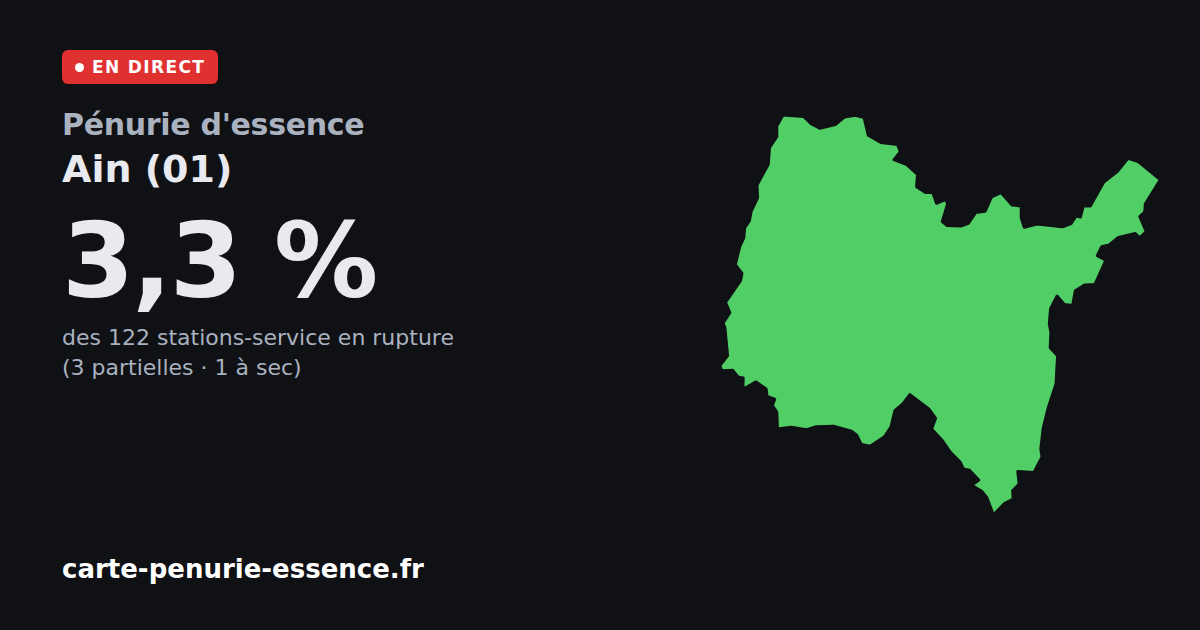 EN DIRECT
Pénurie d'essence
Ain (01)
3,3 %
des 122 stations-service en rupture
(3 partielles · 1 à sec)
carte-penurie-essence.fr